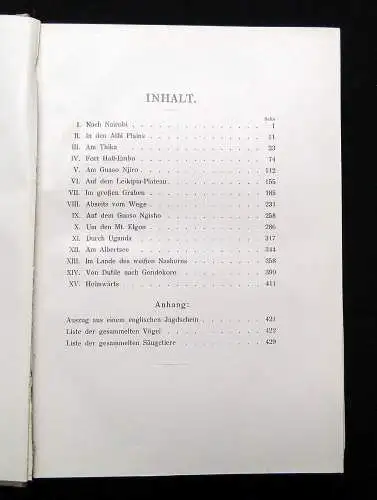 INHALT.
Seite
I. Nach Nairobi 1
II. In den Athi Plains 11
III. Am Thika 33
IV. Fort Hall-Embo 74
V. Am Guaso Njiro 112
VI. Auf dem Leikipia-Plateau 155
VII. Im großen Graben 185
VIII. Abseits vom Wege 231
IX. Auf dem Guaso Ngisho 258
X. Um den Mt. Elgon 286
XI. Durch Uganda 317
XII. Am Albertsee 344
XIII. Im Lande des weißen Nashorns 358
XIV. Von Dufile nach Gondokoro 390
XV. Heimwärts 411
Anhang:
Auszug aus einem englischen Jagdschein 421
Liste der gesammelten Vögel 422
Liste der gesammelten Säugetiere 429